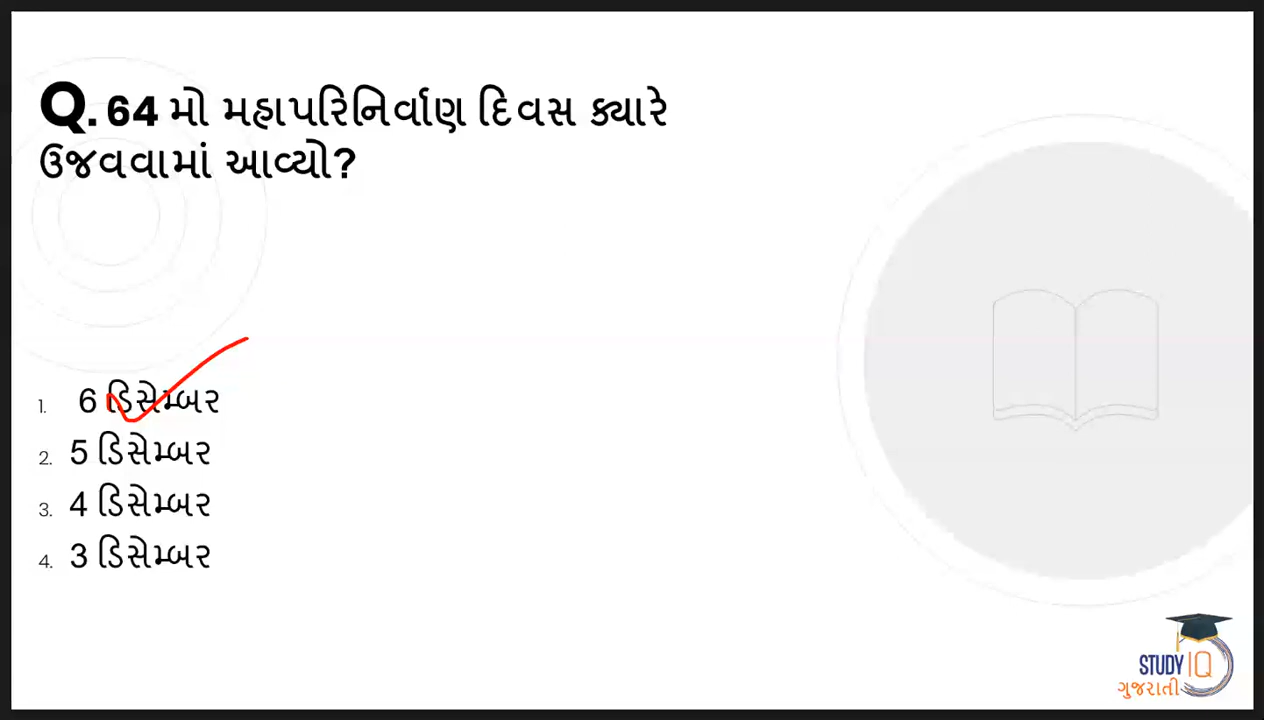 Q. 64 મો મહાપરિનિર્વાણ દિવસ ક્યારે
ઉજવવામાં આવ્યો?
1. 6 ડિસેમ્બર
2. 5 ડિસેમ્બર
3. 4 ડિસેમ્બર
4. 3 ડિસેમ્બર
STUDY IQ
ગુજરાતી